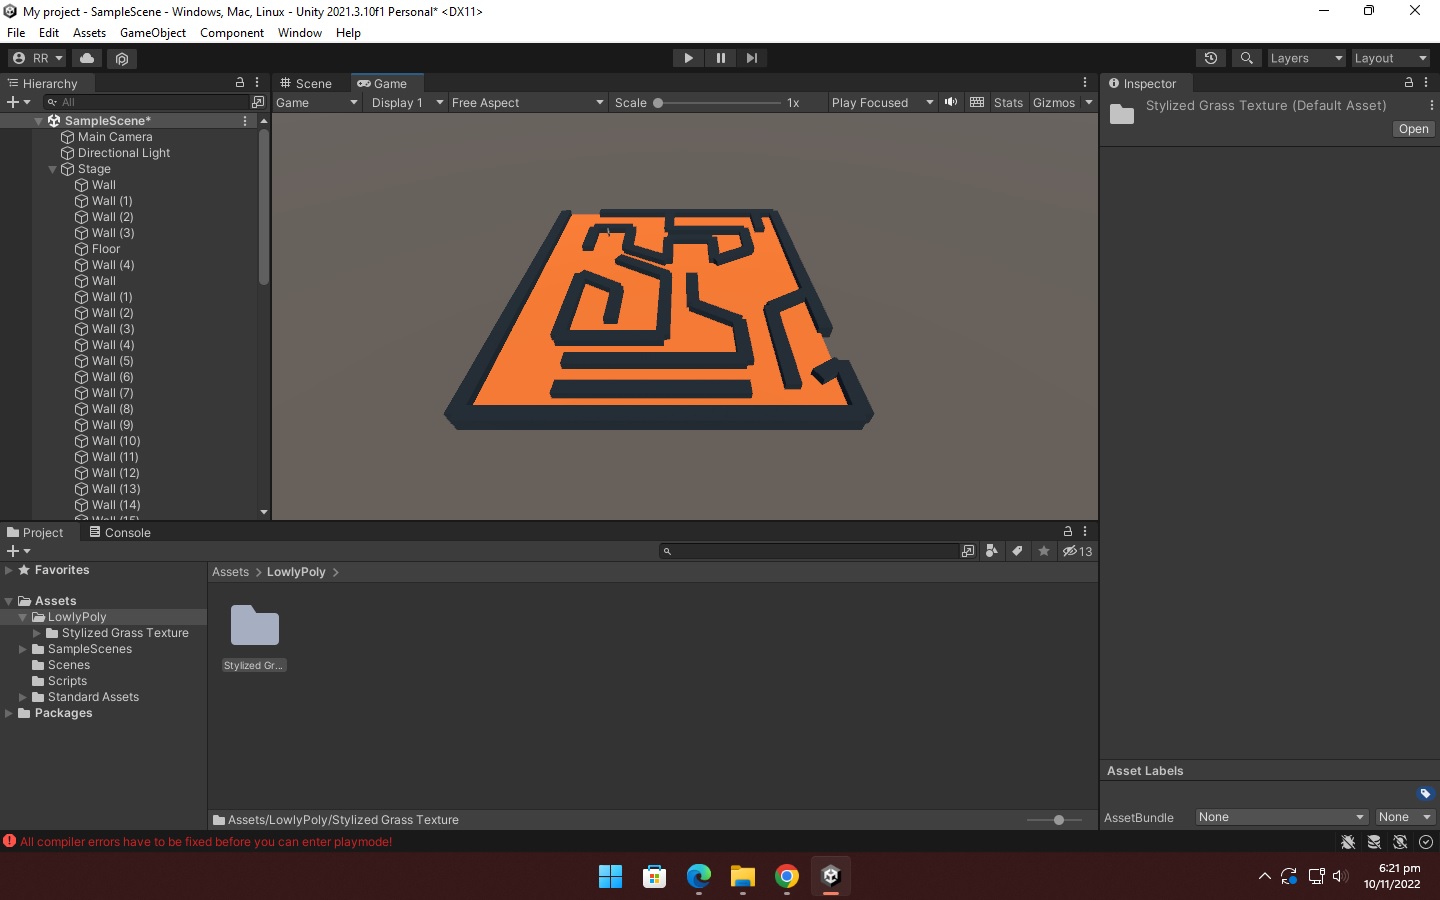 My project - SampleScene - Windows, Mac, Linux - Unity 2021.3.10f1 Personal* <DX11>
File Edit Assets GameObject Component Window Help
RR Layers Layout
Hierarchy Scene Game Inspector
All Game Display 1 Free Aspect Scale 1x Play Focused Stats Gizmos
Stylized Grass Texture (Default Asset)
Open
SampleScene*
Main Camera
Directional Light
Stage
Wall
Wall (1)
Wall (2)
Wall (3)
Floor
Wall (4)
Wall
Wall (1)
Wall (2)
Wall (3)
Wall (4)
Wall (5)
Wall (6)
Wall (7)
Wall (8)
Wall (9)
Wall (10)
Wall (11)
Wall (12)
Wall (13)
Wall (14)
Wall (15)
Project Console
13
Favorites
Assets
LowlyPoly
Stylized Grass Texture
SampleScenes
Scenes
Scripts
Standard Assets
Packages
Assets > LowlyPoly >
Stylized Gr...
Assets/LowlyPoly/Stylized Grass Texture
Asset Labels
AssetBundle None None
All compiler errors have to be fixed before you can enter playmode!
6:21 pm
10/11/2022